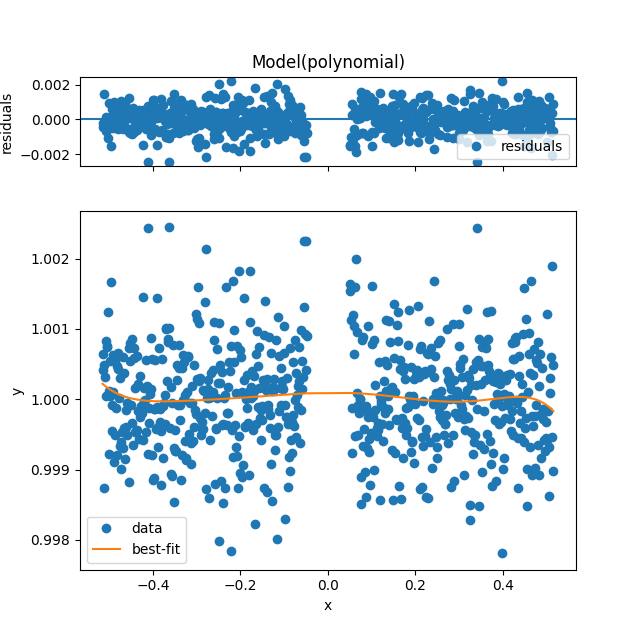 Model(polynomial)
residuals
0.002
0.000
−0.002
residuals
y
1.002
1.001
1.000
0.999
0.998
data
best-fit
−0.4 −0.2 0.0 0.2 0.4
x